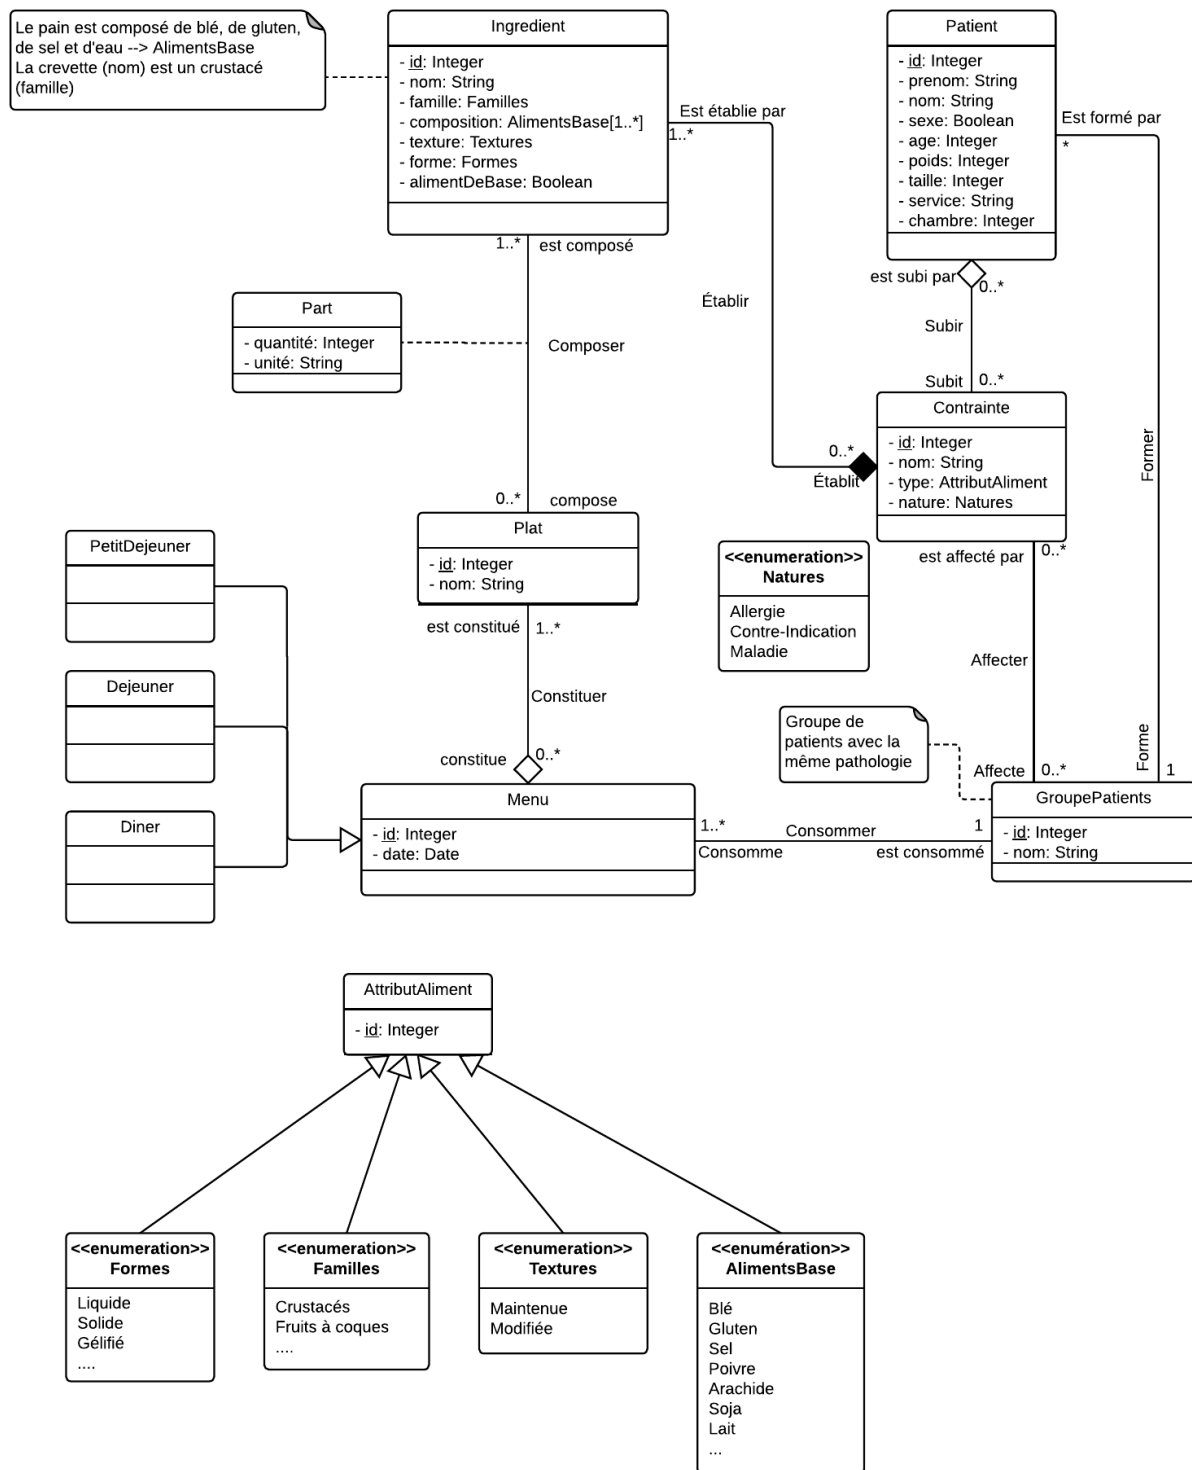 Le pain est composé de blé, de gluten,
de sel et d'eau --> AlimentsBase
La crevette (nom) est un crustacé
(famille)
Ingredient
- id: Integer
- nom: String
- famille: Familles
- composition: AlimentsBase[1..*]
- texture: Textures
- forme: Formes
- alimentDeBase: Boolean
Patient
- id: Integer
- prenom: String
- nom: String
- sexe: Boolean
- age: Integer
- poids: Integer
- taille: Integer
- service: String
- chambre: Integer
Est établie par
1..*
Est formé par
*
1..*
est composé
est subi par
0..*
Établir
Subir
Part
- quantité: Integer
- unité: String
Composer
Subit
0..*
Contrainte
- id: Integer
- nom: String
- type: AttributAliment
- nature: Natures
0..*
Établit
Former
0..*
compose
Plat
- id: Integer
- nom: String
PetitDejeuner
<<enumeration>>
Natures
Allergie
Contre-Indication
Maladie
est affecté par
0..*
est constitué
1..*
Affecter
Dejeuner
Constituer
Groupe de
patients avec la
même pathologie
constitue
0..*
Affecte
0..*
Forme
1
Menu
- id: Integer
- date: Date
Diner
1..*
Consommer
1
Consomme
est consommé
GroupePatients
- id: Integer
- nom: String
AttributAliment
- id: Integer
<<enumeration>>
Formes
Liquide
Solide
Gélifié
....
<<enumeration>>
Familles
Crustacés
Fruits à coques
....
<<enumeration>>
Textures
Maintenue
Modifiée
<<enumération>>
AlimentsBase
Blé
Gluten
Sel
Poivre
Arachide
Soja
Lait
...